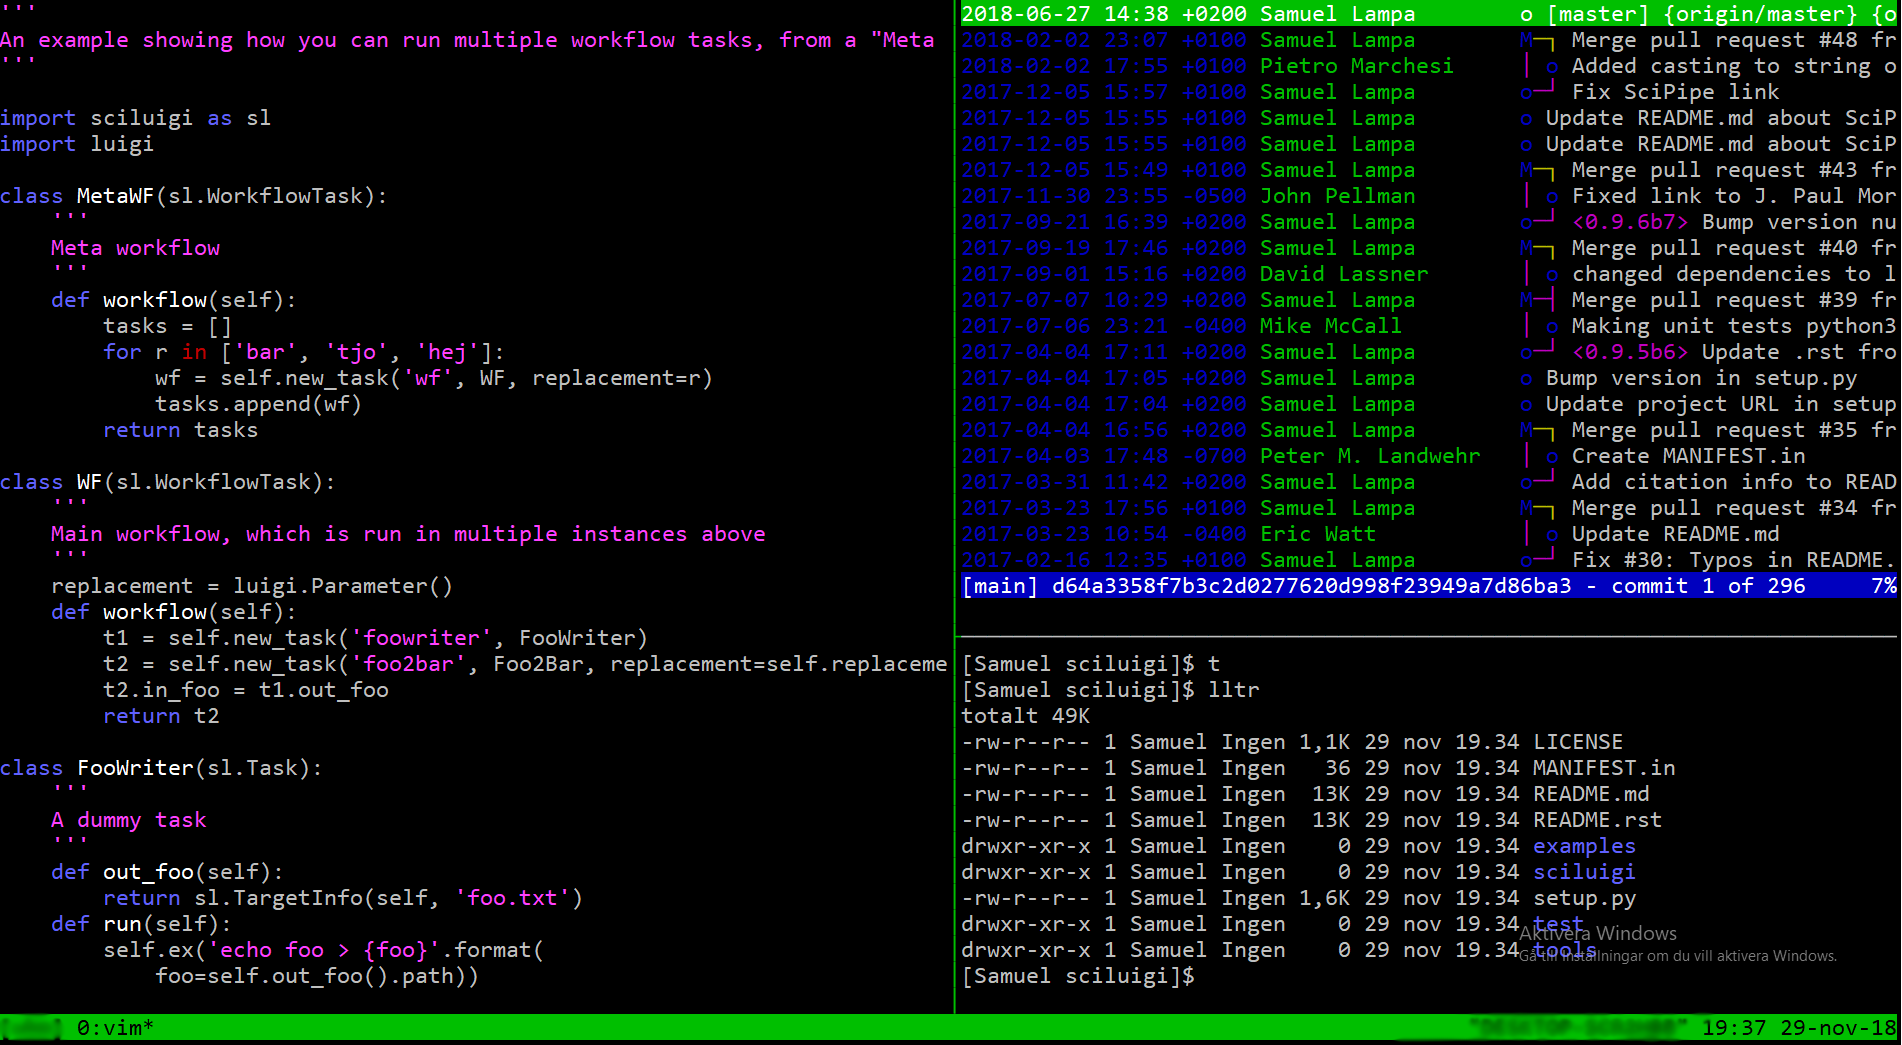 '''
An example showing how you can run multiple workflow tasks, from a "Meta
'''
import sciluigi as sl
import luigi
class MetaWF(sl.WorkflowTask):
'''
Meta workflow
'''
def workflow(self):
tasks = []
for r in ['bar', 'tjo', 'hej']:
wf = self.new_task('wf', WF, replacement=r)
tasks.append(wf)
return tasks
class WF(sl.WorkflowTask):
'''
Main workflow, which is run in multiple instances above
'''
replacement = luigi.Parameter()
def workflow(self):
t1 = self.new_task('foowriter', FooWriter)
t2 = self.new_task('foo2bar', Foo2Bar, replacement=self.replaceme
t2.in_foo = t1.out_foo
return t2
class FooWriter(sl.Task):
'''
A dummy task
'''
def out_foo(self):
return sl.TargetInfo(self, 'foo.txt')
def run(self):
self.ex('echo foo > {foo}'.format(
foo=self.out_foo().path))
2018-06-27 14:38 +0200 Samuel Lampa o [master] {origin/master} {o
2018-02-02 23:07 +0100 Samuel Lampa M─┐ Merge pull request #48 fr
2018-02-02 17:55 +0100 Pietro Marchesi │ o Added casting to string o
2017-12-05 15:57 +0100 Samuel Lampa o─┘ Fix SciPipe link
2017-12-05 15:55 +0100 Samuel Lampa o Update README.md about SciP
2017-12-05 15:55 +0100 Samuel Lampa o Update README.md about SciP
2017-12-05 15:49 +0100 Samuel Lampa M─┐ Merge pull request #43 fr
2017-11-30 23:55 -0500 John Pellman │ o Fixed link to J. Paul Mor
2017-09-21 16:39 +0200 Samuel Lampa o─┘ <0.9.6b7> Bump version nu
2017-09-19 17:46 +0200 Samuel Lampa M─┐ Merge pull request #40 fr
2017-09-01 15:16 +0200 David Lassner │ o changed dependencies to l
2017-07-07 10:29 +0200 Samuel Lampa M─┤ Merge pull request #39 fr
2017-07-06 23:21 -0400 Mike McCall │ o Making unit tests python3
2017-04-04 17:11 +0200 Samuel Lampa o─┘ <0.9.5b6> Update .rst fro
2017-04-04 17:05 +0200 Samuel Lampa o Bump version in setup.py
2017-04-04 17:04 +0200 Samuel Lampa o Update project URL in setup
2017-04-04 16:56 +0200 Samuel Lampa M─┐ Merge pull request #35 fr
2017-04-03 17:48 -0700 Peter M. Landwehr │ o Create MANIFEST.in
2017-03-31 11:42 +0200 Samuel Lampa o─┘ Add citation info to READ
2017-03-23 17:56 +0100 Samuel Lampa M─┐ Merge pull request #34 fr
2017-03-23 10:54 -0400 Eric Watt │ o Update README.md
2017-02-16 12:35 +0100 Samuel Lampa o─┘ Fix #30: Typos in README.
[main] d64a3358f7b3c2d0277620d998f23949a7d86ba3 - commit 1 of 296 7%
[Samuel sciluigi]$ t
[Samuel sciluigi]$ lltr
totalt 49K
-rw-r--r-- 1 Samuel Ingen 1,1K 29 nov 19.34 LICENSE
-rw-r--r-- 1 Samuel Ingen 36 29 nov 19.34 MANIFEST.in
-rw-r--r-- 1 Samuel Ingen 13K 29 nov 19.34 README.md
-rw-r--r-- 1 Samuel Ingen 13K 29 nov 19.34 README.rst
drwxr-xr-x 1 Samuel Ingen 0 29 nov 19.34 examples
drwxr-xr-x 1 Samuel Ingen 0 29 nov 19.34 sciluigi
-rw-r--r-- 1 Samuel Ingen 1,6K 29 nov 19.34 setup.py
drwxr-xr-x 1 Samuel Ingen 0 29 nov 19.34 test
drwxr-xr-x 1 Samuel Ingen 0 29 nov 19.34 tools
[Samuel sciluigi]$
Aktivera Windows
Gå till Inställningar om du vill aktivera Windows.
0:vim* 19:37 29-nov-18